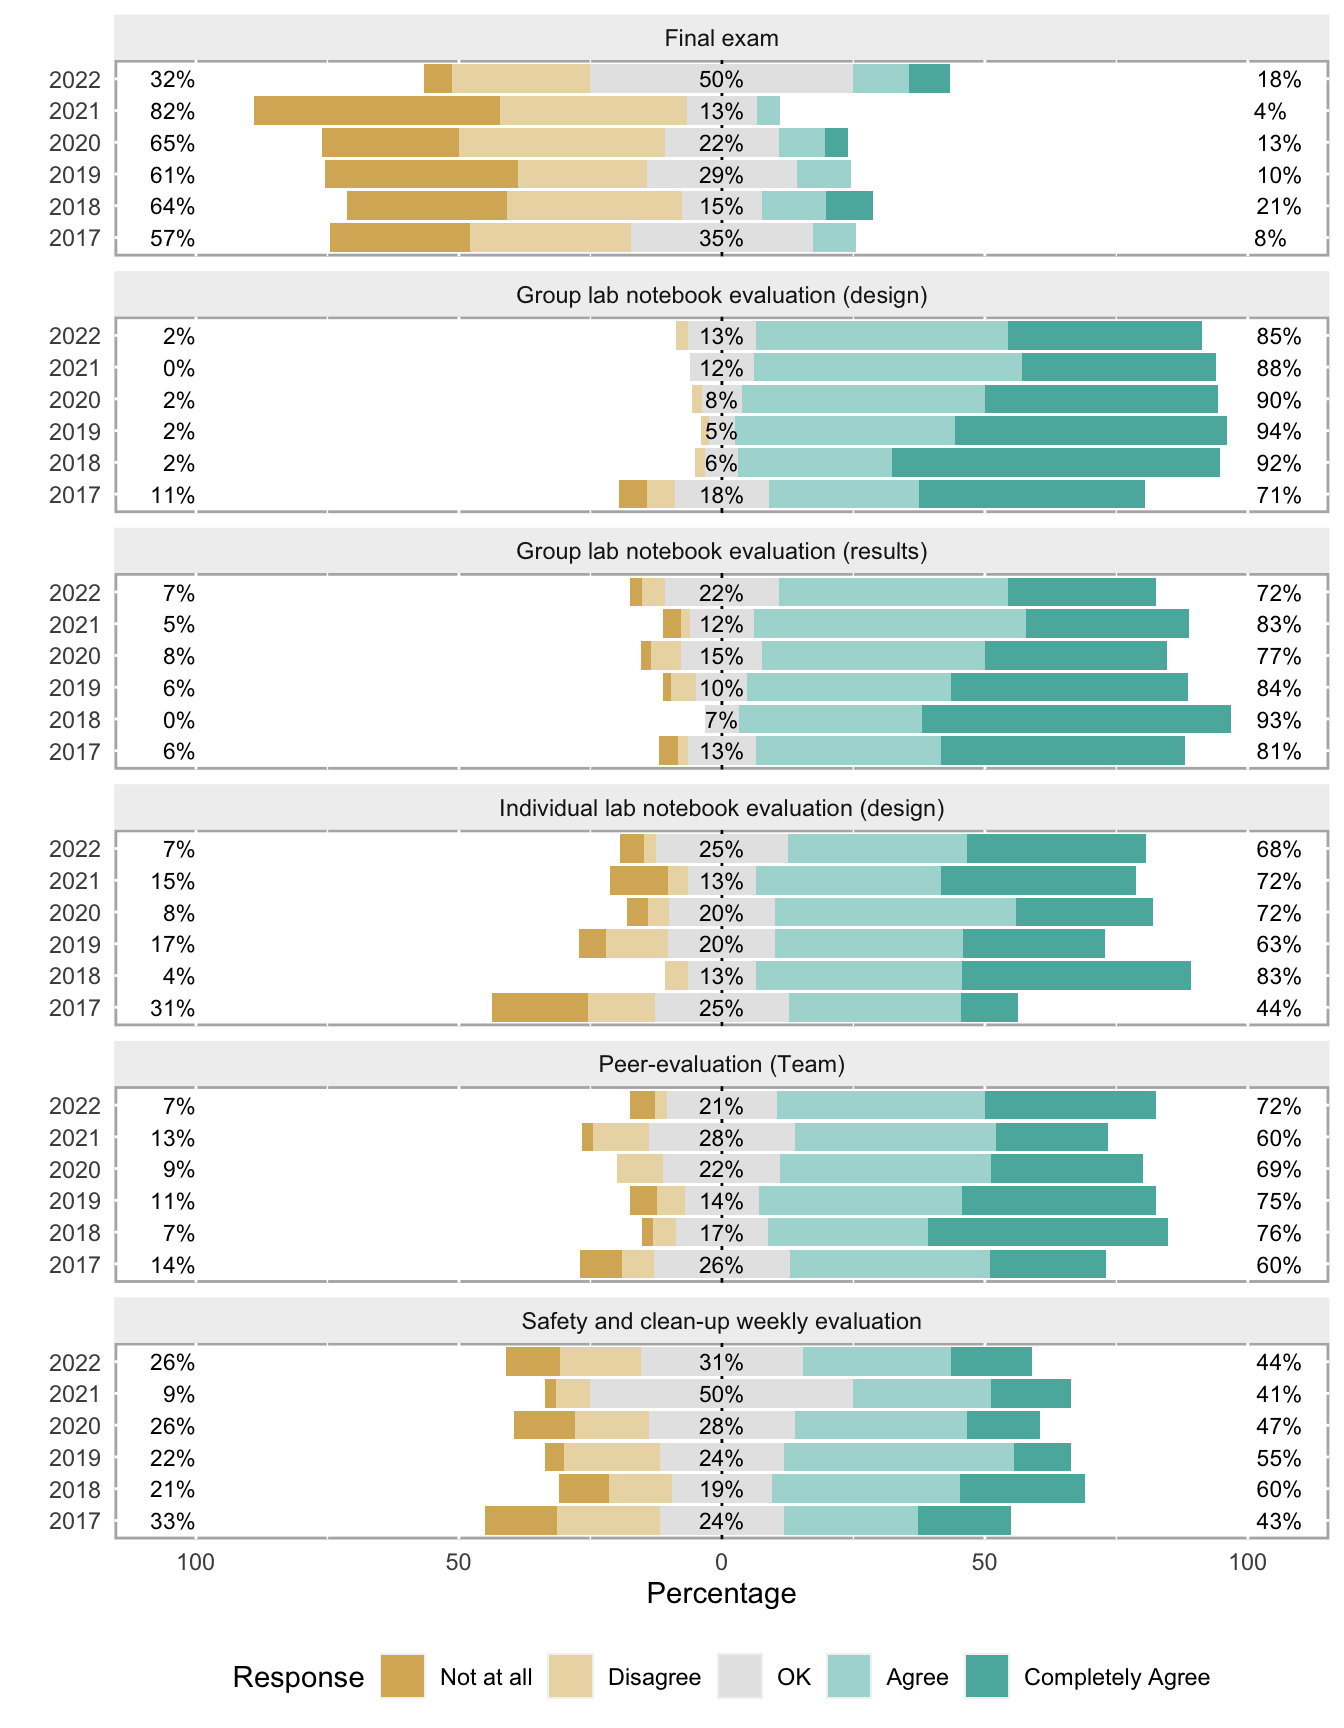 Final exam
2022 32% 50% 18%
2021 82% 13% 4%
2020 65% 22% 13%
2019 61% 29% 10%
2018 64% 15% 21%
2017 57% 35% 8%
Group lab notebook evaluation (design)
2022 2% 13% 85%
2021 0% 12% 88%
2020 2% 8% 90%
2019 2% 5% 94%
2018 2% 6% 92%
2017 11% 18% 71%
Group lab notebook evaluation (results)
2022 7% 22% 72%
2021 5% 12% 83%
2020 8% 15% 77%
2019 6% 10% 84%
2018 0% 7% 93%
2017 6% 13% 81%
Individual lab notebook evaluation (design)
2022 7% 25% 68%
2021 15% 13% 72%
2020 8% 20% 72%
2019 17% 20% 63%
2018 4% 13% 83%
2017 31% 25% 44%
Peer-evaluation (Team)
2022 7% 21% 72%
2021 13% 28% 60%
2020 9% 22% 69%
2019 11% 14% 75%
2018 7% 17% 76%
2017 14% 26% 60%
Safety and clean-up weekly evaluation
2022 26% 31% 44%
2021 9% 50% 41%
2020 26% 28% 47%
2019 22% 24% 55%
2018 21% 19% 60%
2017 33% 24% 43%
100 50 0 50 100
Percentage
Response Not at all Disagree OK Agree Completely Agree